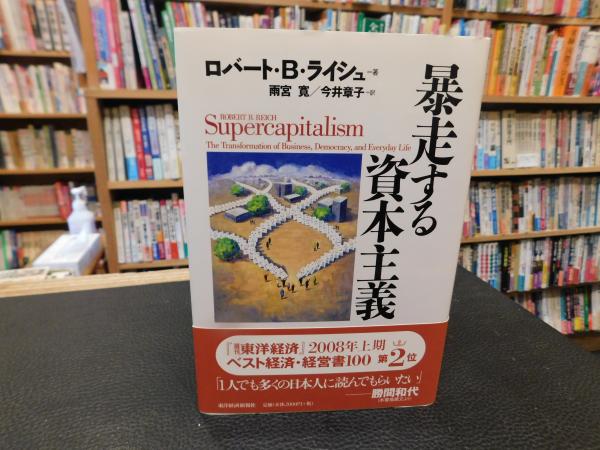 ロバート・B・ライシュ 著
雨宮 寛／今井章子 訳
ROBERT B. REICH
Supercapitalism
The Transformation of Business, Democracy, and Everyday Life
暴走する
資本主義
『週刊東洋経済』2008年上期
ベスト経済・経営書100 第2位
「1人でも多くの日本人に読んでもらいたい」
勝間和代
東洋経済新報社